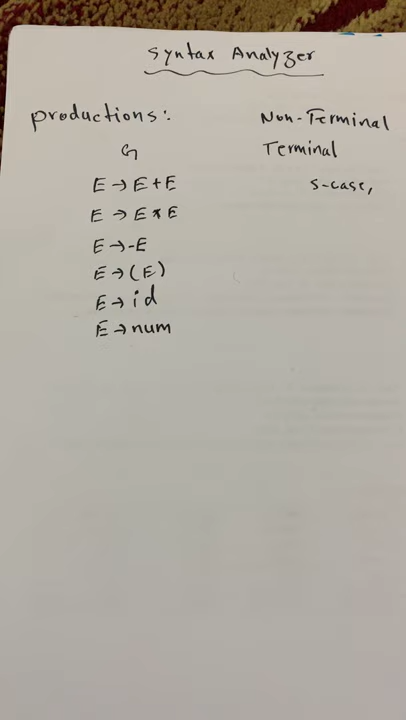 Syntax Analyzer
productions:
G
E → E + E
E → E * E
E → -E
E → (E)
E → id
E → num
Non-Terminal
Terminal
s-case,